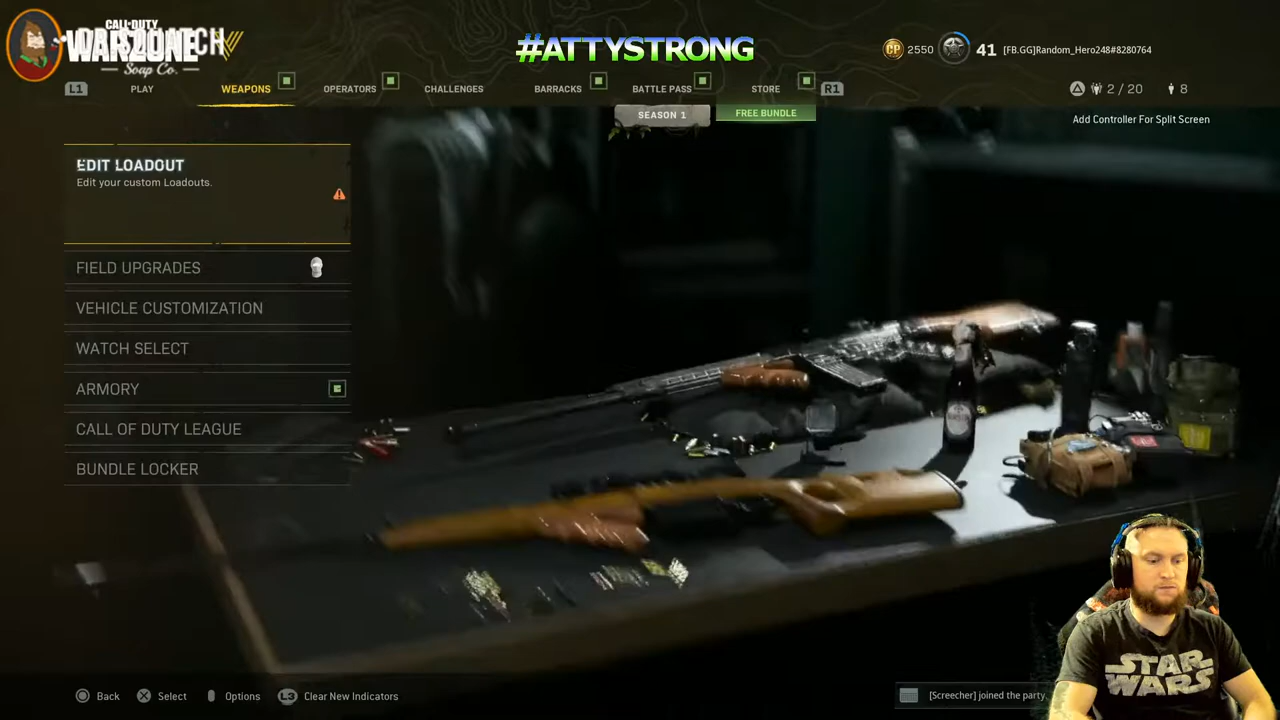 CALL OF DUTY
WARZONE
Soap Co.
#ATTYSTRONG
2550
41
[FB.GG]Random_Hero248#8280764
L1
PLAY
WEAPONS
OPERATORS
CHALLENGES
BARRACKS
BATTLE PASS
STORE
R1
2 / 20
8
SEASON 1
FREE BUNDLE
Add Controller For Split Screen
EDIT LOADOUT
Edit your custom Loadouts.
FIELD UPGRADES
VEHICLE CUSTOMIZATION
WATCH SELECT
ARMORY
CALL OF DUTY LEAGUE
BUNDLE LOCKER
Back
Select
Options
L3
Clear New Indicators
[Screecher] joined the party.
STAR
WARS